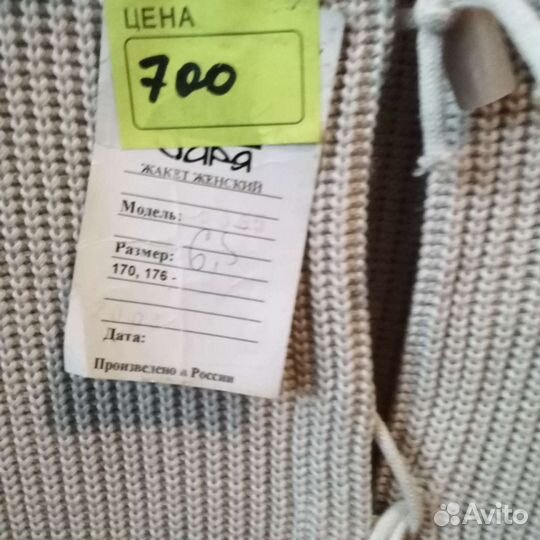 ЦЕНА
700
ЖАКЕТ ЖЕНСКИЙ
Модель:
Размер:
170, 176 -
Дата:
Произведено в России
Avito